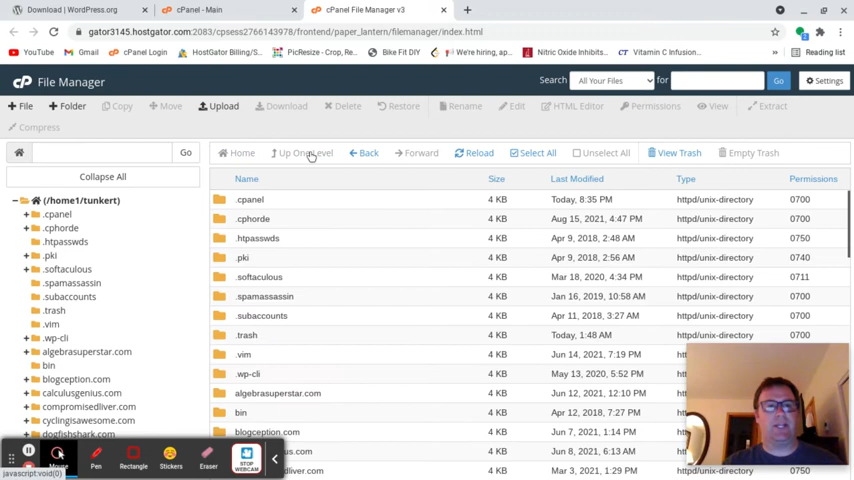 Download | WordPress.org
cPanel - Main
cPanel File Manager v3
gator3145.hostgator.com:2083/cpsess2766143978/frontend/paper_lantern/filemanager/index.html
YouTube
Gmail
cPanel Login
HostGator Billing/S...
PicResize - Crop, Re...
Bike Fit DIY
We're hiring, ap...
Nitric Oxide Inhibits...
Vitamin C Infusion...
Reading list
File Manager
Search
All Your Files
for
Go
Settings
File
Folder
Copy
Move
Upload
Download
Delete
Restore
Rename
Edit
HTML Editor
Permissions
View
Extract
Compress
Go
Home
Up One Level
Back
Forward
Reload
Select All
Unselect All
View Trash
Empty Trash
Collapse All
(/home1/tunkert)
.cpanel
.cphorde
.htpasswds
.pki
.softaculous
.spamassassin
.subaccounts
.trash
.vim
.wp-cli
algebrasuperstar.com
bin
blogception.com
calculusgenius.com
compromisedliver.com
cyclingisawesome.com
dogfishshark.com
Name Size Last Modified Type Permissions
.cpanel 4 KB Today, 8:35 PM httpd/unix-directory 0700
.cphorde 4 KB Aug 15, 2021, 4:47 PM httpd/unix-directory 0700
.htpasswds 4 KB Apr 9, 2018, 2:48 AM httpd/unix-directory 0750
.pki 4 KB Apr 9, 2018, 2:56 AM httpd/unix-directory 0740
.softaculous 4 KB Mar 18, 2020, 4:34 PM httpd/unix-directory 0711
.spamassassin 4 KB Jan 16, 2019, 10:58 AM httpd/unix-directory 0700
.subaccounts 4 KB Apr 11, 2018, 3:27 AM httpd/unix-directory 0700
.trash 4 KB Today, 1:48 AM httpd/unix-directory 0700
.vim 4 KB Jun 14, 2021, 7:19 PM
.wp-cli 4 KB May 13, 2020, 5:52 PM
algebrasuperstar.com 4 KB Jun 12, 2021, 12:10 PM
bin 4 KB Apr 12, 2018, 7:27 PM
blogception.com 4 KB Jun 7, 2021, 1:14 PM
4 KB Jun 8, 2021, 6:13 AM
4 KB Mar 3, 2021, 1:29 PM 0750
Mouse
Pen
Rectangle
Stickers
Eraser
STOP
WEBCAM
javascript:void(0)